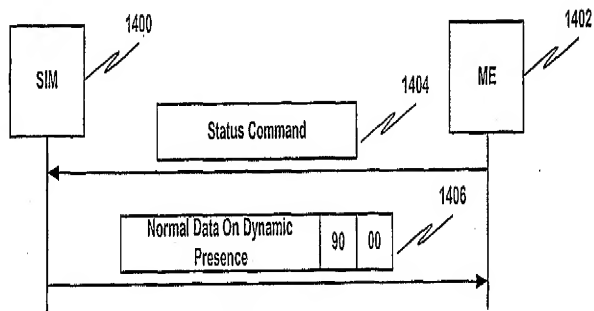 1400
1402
SIM
ME
1404
Status Command
1406
Normal Data On Dynamic
Presence
90
00